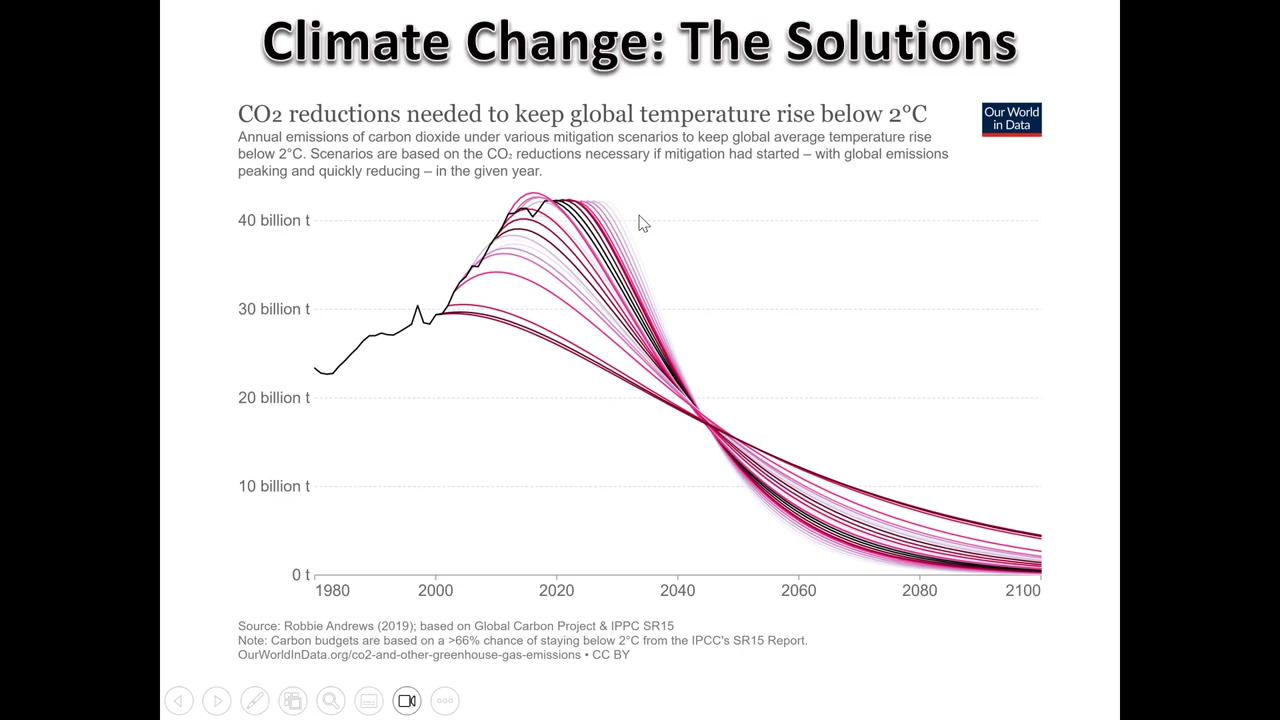 Climate Change: The Solutions
CO₂ reductions needed to keep global temperature rise below 2°C
Our World
in Data
Annual emissions of carbon dioxide under various mitigation scenarios to keep global average temperature rise
below 2°C. Scenarios are based on the CO₂ reductions necessary if mitigation had started – with global emissions
peaking and quickly reducing – in the given year.
40 billion t
30 billion t
20 billion t
10 billion t
0 t
1980 2000 2020 2040 2060 2080 2100
Source: Robbie Andrews (2019); based on Global Carbon Project & IPPC SR15
Note: Carbon budgets are based on a >66% chance of staying below 2°C from the IPCC's SR15 Report.
OurWorldInData.org/co2-and-other-greenhouse-gas-emissions • CC BY